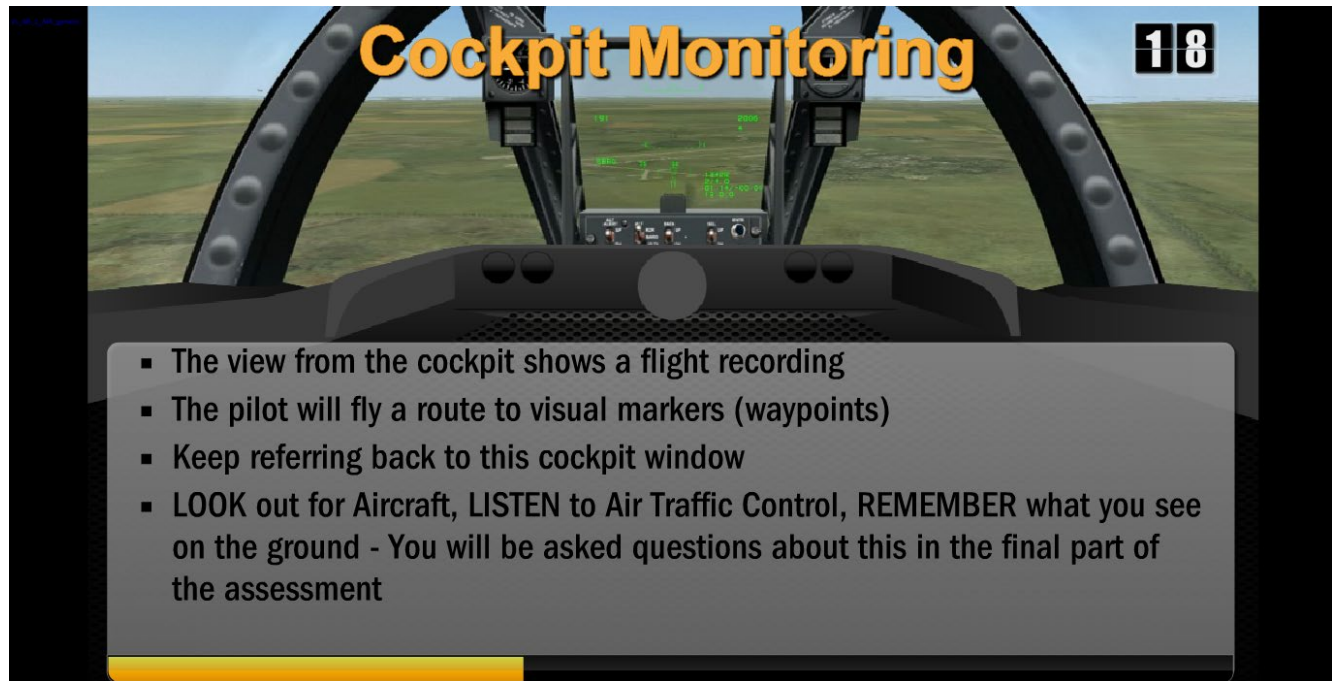 Cockpit Monitoring
18
191
2806
▪ The view from the cockpit shows a flight recording
▪ The pilot will fly a route to visual markers (waypoints)
▪ Keep referring back to this cockpit window
▪ LOOK out for Aircraft, LISTEN to Air Traffic Control, REMEMBER what you see
on the ground - You will be asked questions about this in the final part of
the assessment